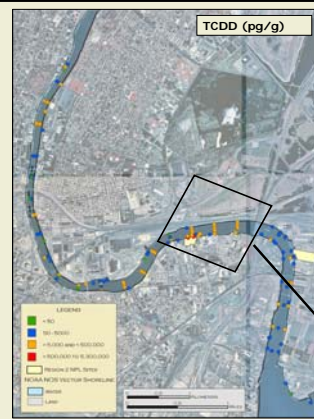 TCDD (pg/g)
LEGEND
<50
50-5000
>5,000 AND <500,000
>500,000 TO 5,300,000
REGION 2 NPL SITES
NOAA NOS VECTOR SHORELINE
LAND